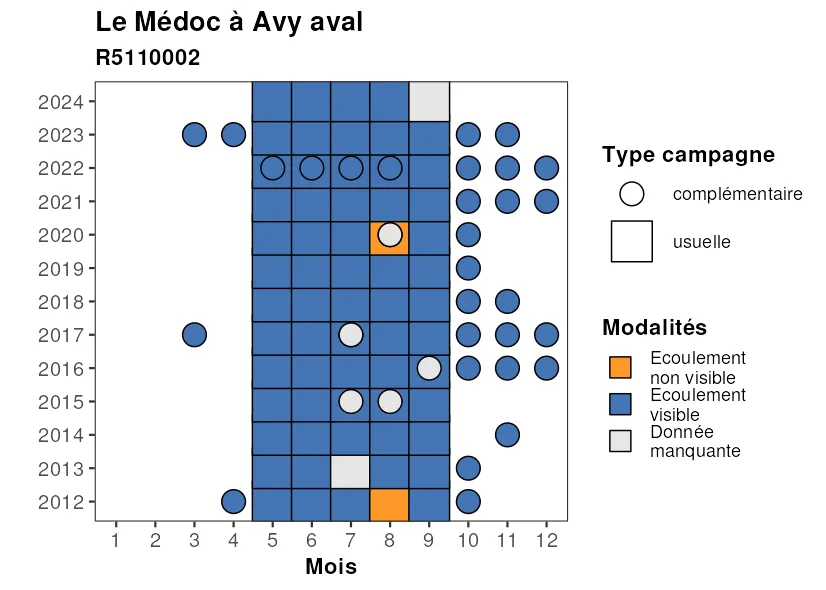 Le Médoc à Avy aval
R5110002
2024
2023
2022
2021
2020
2019
2018
2017
2016
2015
2014
2013
2012
1 2 3 4 5 6 7 8 9 10 11 12
Mois
Type campagne
complémentaire
usuelle
Modalités
Ecoulement
non visible
Ecoulement
visible
Donnée
manquante